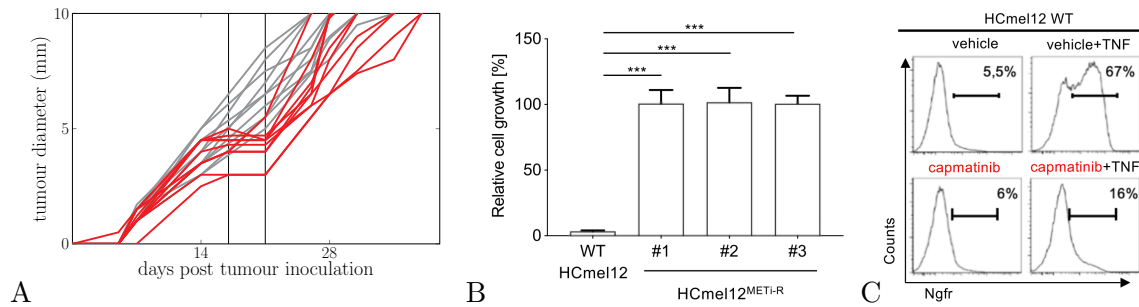 10
5
0
14
28
tumour diameter (mm)
days post tumour inoculation
A
150
100
50
0
Relative cell growth [%]
***
***
***
WT
#1
#2
#3
HCmel12
HCmel12METi-R
B
HCmel12 WT
vehicle
vehicle+TNF
5,5%
67%
capmatinib
capmatinib+TNF
6%
16%
Counts
Ngfr
C